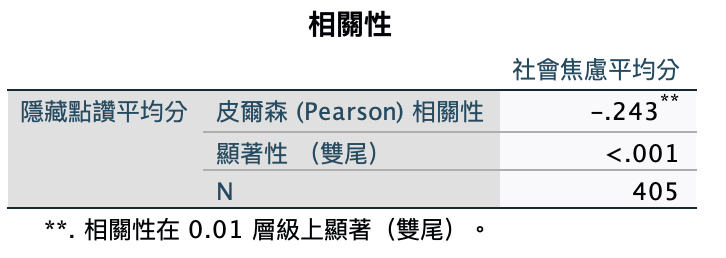 相關性
社會焦慮平均分
隱藏點讚平均分 皮爾森 (Pearson) 相關性 -.243**
顯著性 （雙尾） <.001
N 405
**. 相關性在 0.01 層級上顯著（雙尾）。